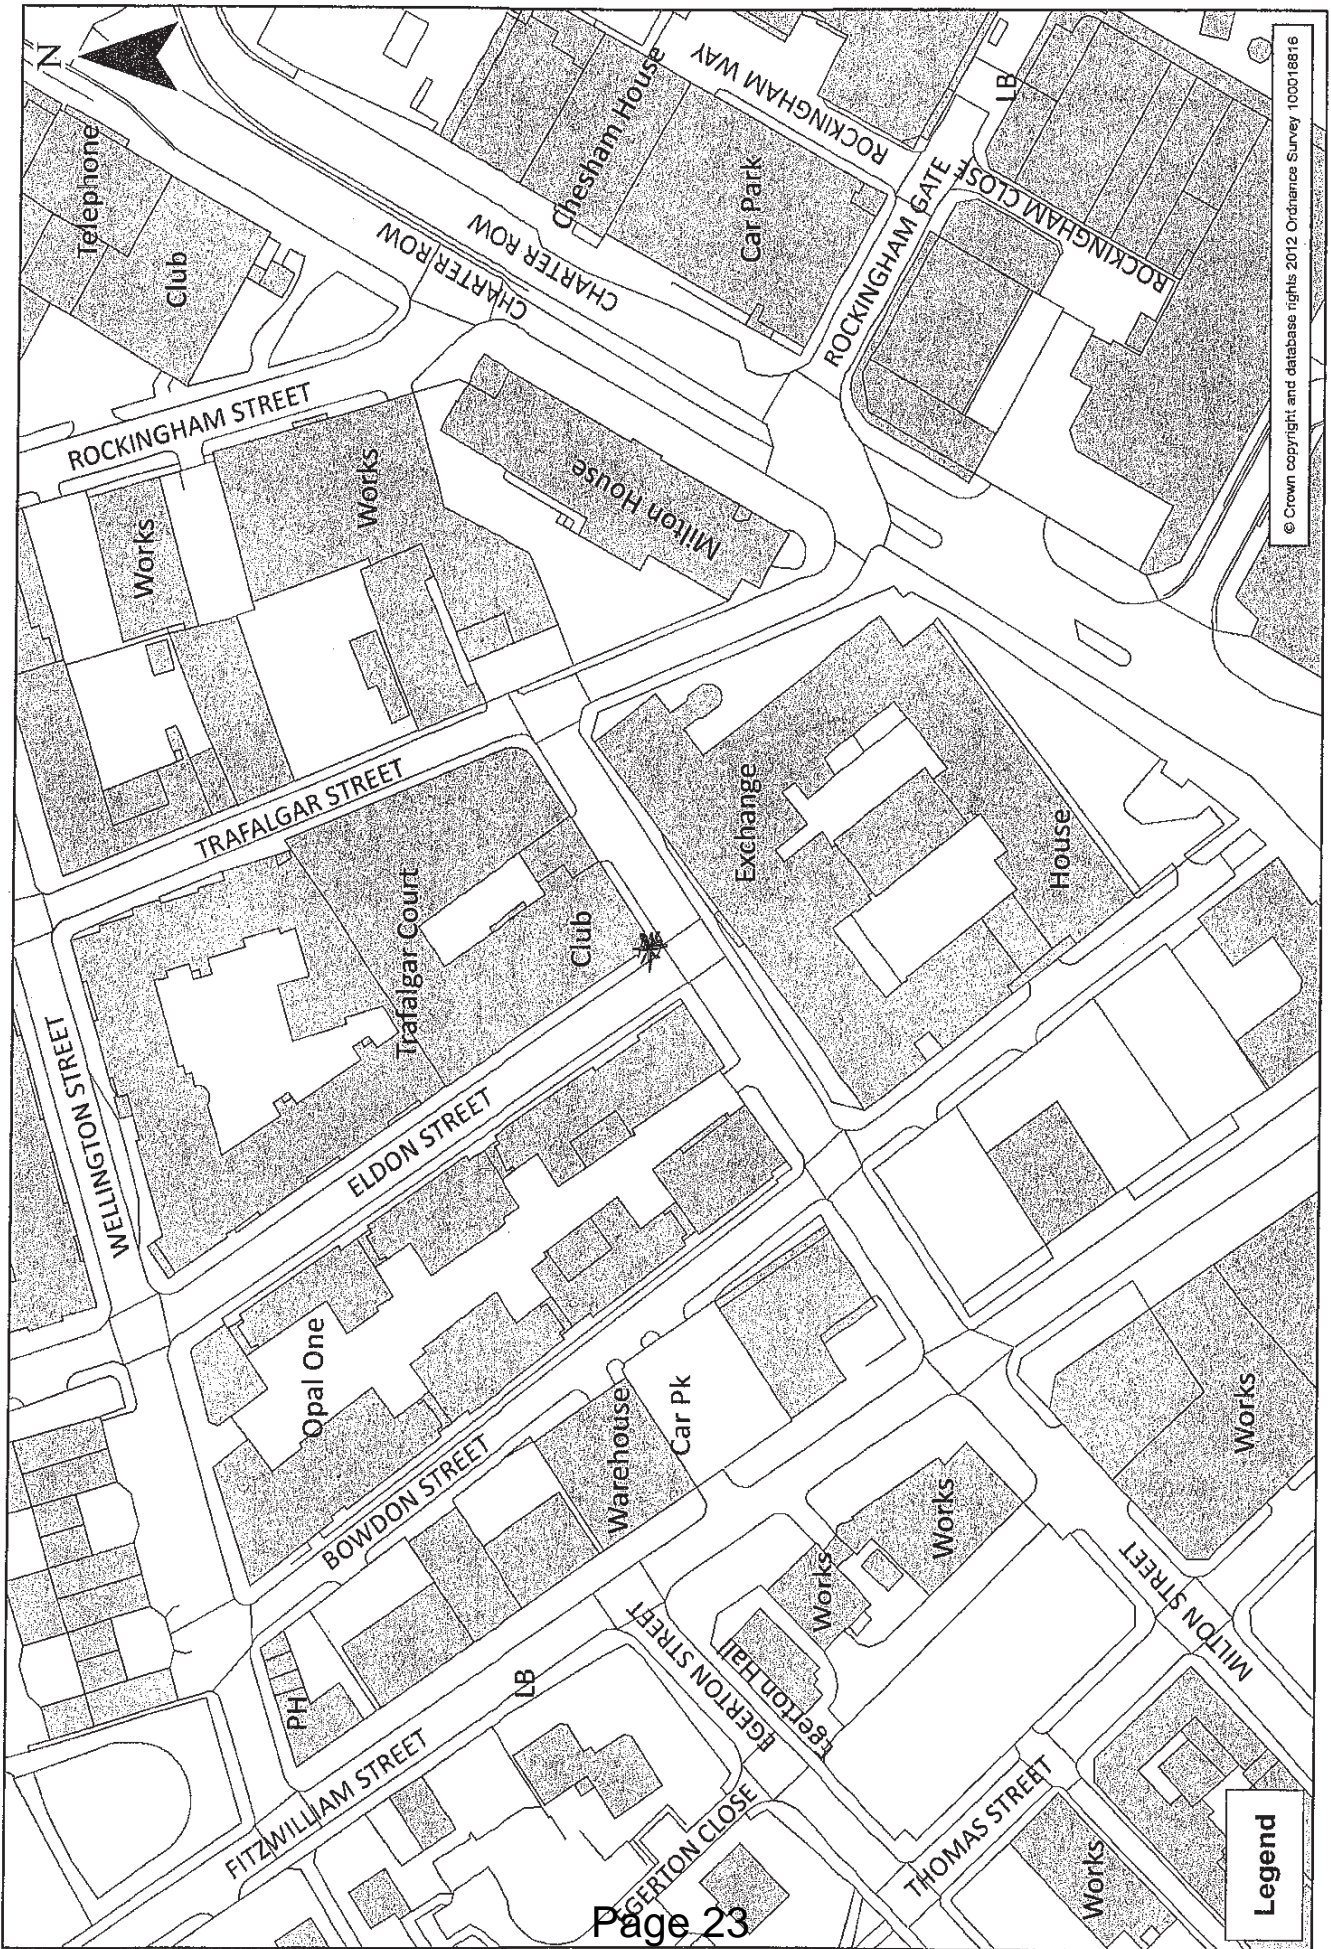 N
Telephone
Club
Chesham House
ROCKINGHAM WAY
Car Park
LB
CHARTER ROW
CHARTER ROW
ROCKINGHAM GATE
ROCKINGHAM CLOSE
© Crown copyright and database rights 2012 Ordnance Survey 100018816
ROCKINGHAM STREET
Works
Works
Milton House
TRAFALGAR STREET
Trafalgar Court
Club
Exchange
House
WELLINGTON STREET
ELDON STREET
Opal One
BOWDON STREET
Warehouse
Car Pk
Works
Works
Works
PH
LB
FITZWILLIAM STREET
EGERTON STREET
Egerton Hall
MILTON STREET
EGERTON CLOSE
THOMAS STREET
Works
Legend
Page 23